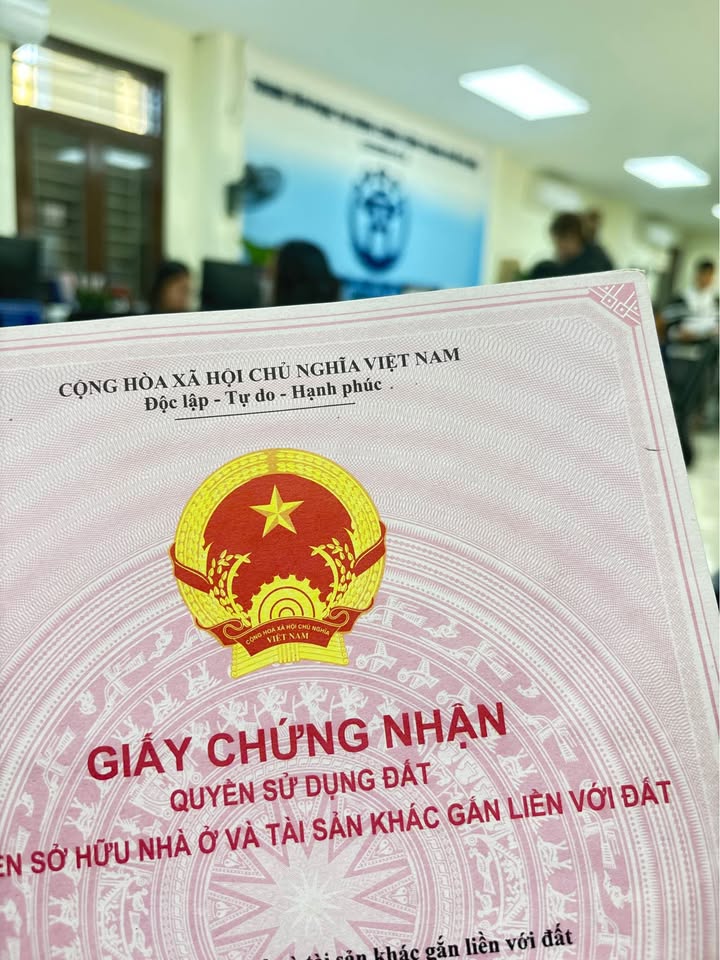 CỘNG HÒA XÃ HỘI CHỦ NGHĨA VIỆT NAM
Độc lập - Tự do - Hạnh phúc
CỘNG HÒA XÃ HỘI CHỦ NGHĨA
VIỆT NAM
GIẤY CHỨNG NHẬN
QUYỀN SỬ DỤNG ĐẤT
ỀN SỞ HỮU NHÀ Ở VÀ TÀI SẢN KHÁC GẮN LIỀN VỚI ĐẤT
tài sản khác gắn liền với đất